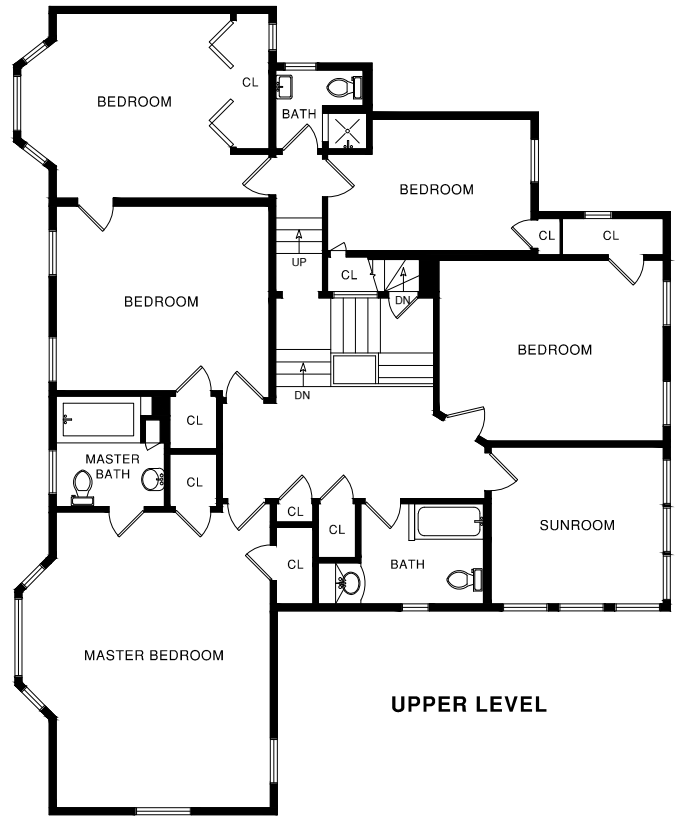 CL
BEDROOM
BATH
BEDROOM
CL
CL
UP
CL
BEDROOM
DN
BEDROOM
DN
CL
MASTER
BATH
CL
CL
CL
SUNROOM
CL
BATH
MASTER BEDROOM
UPPER LEVEL